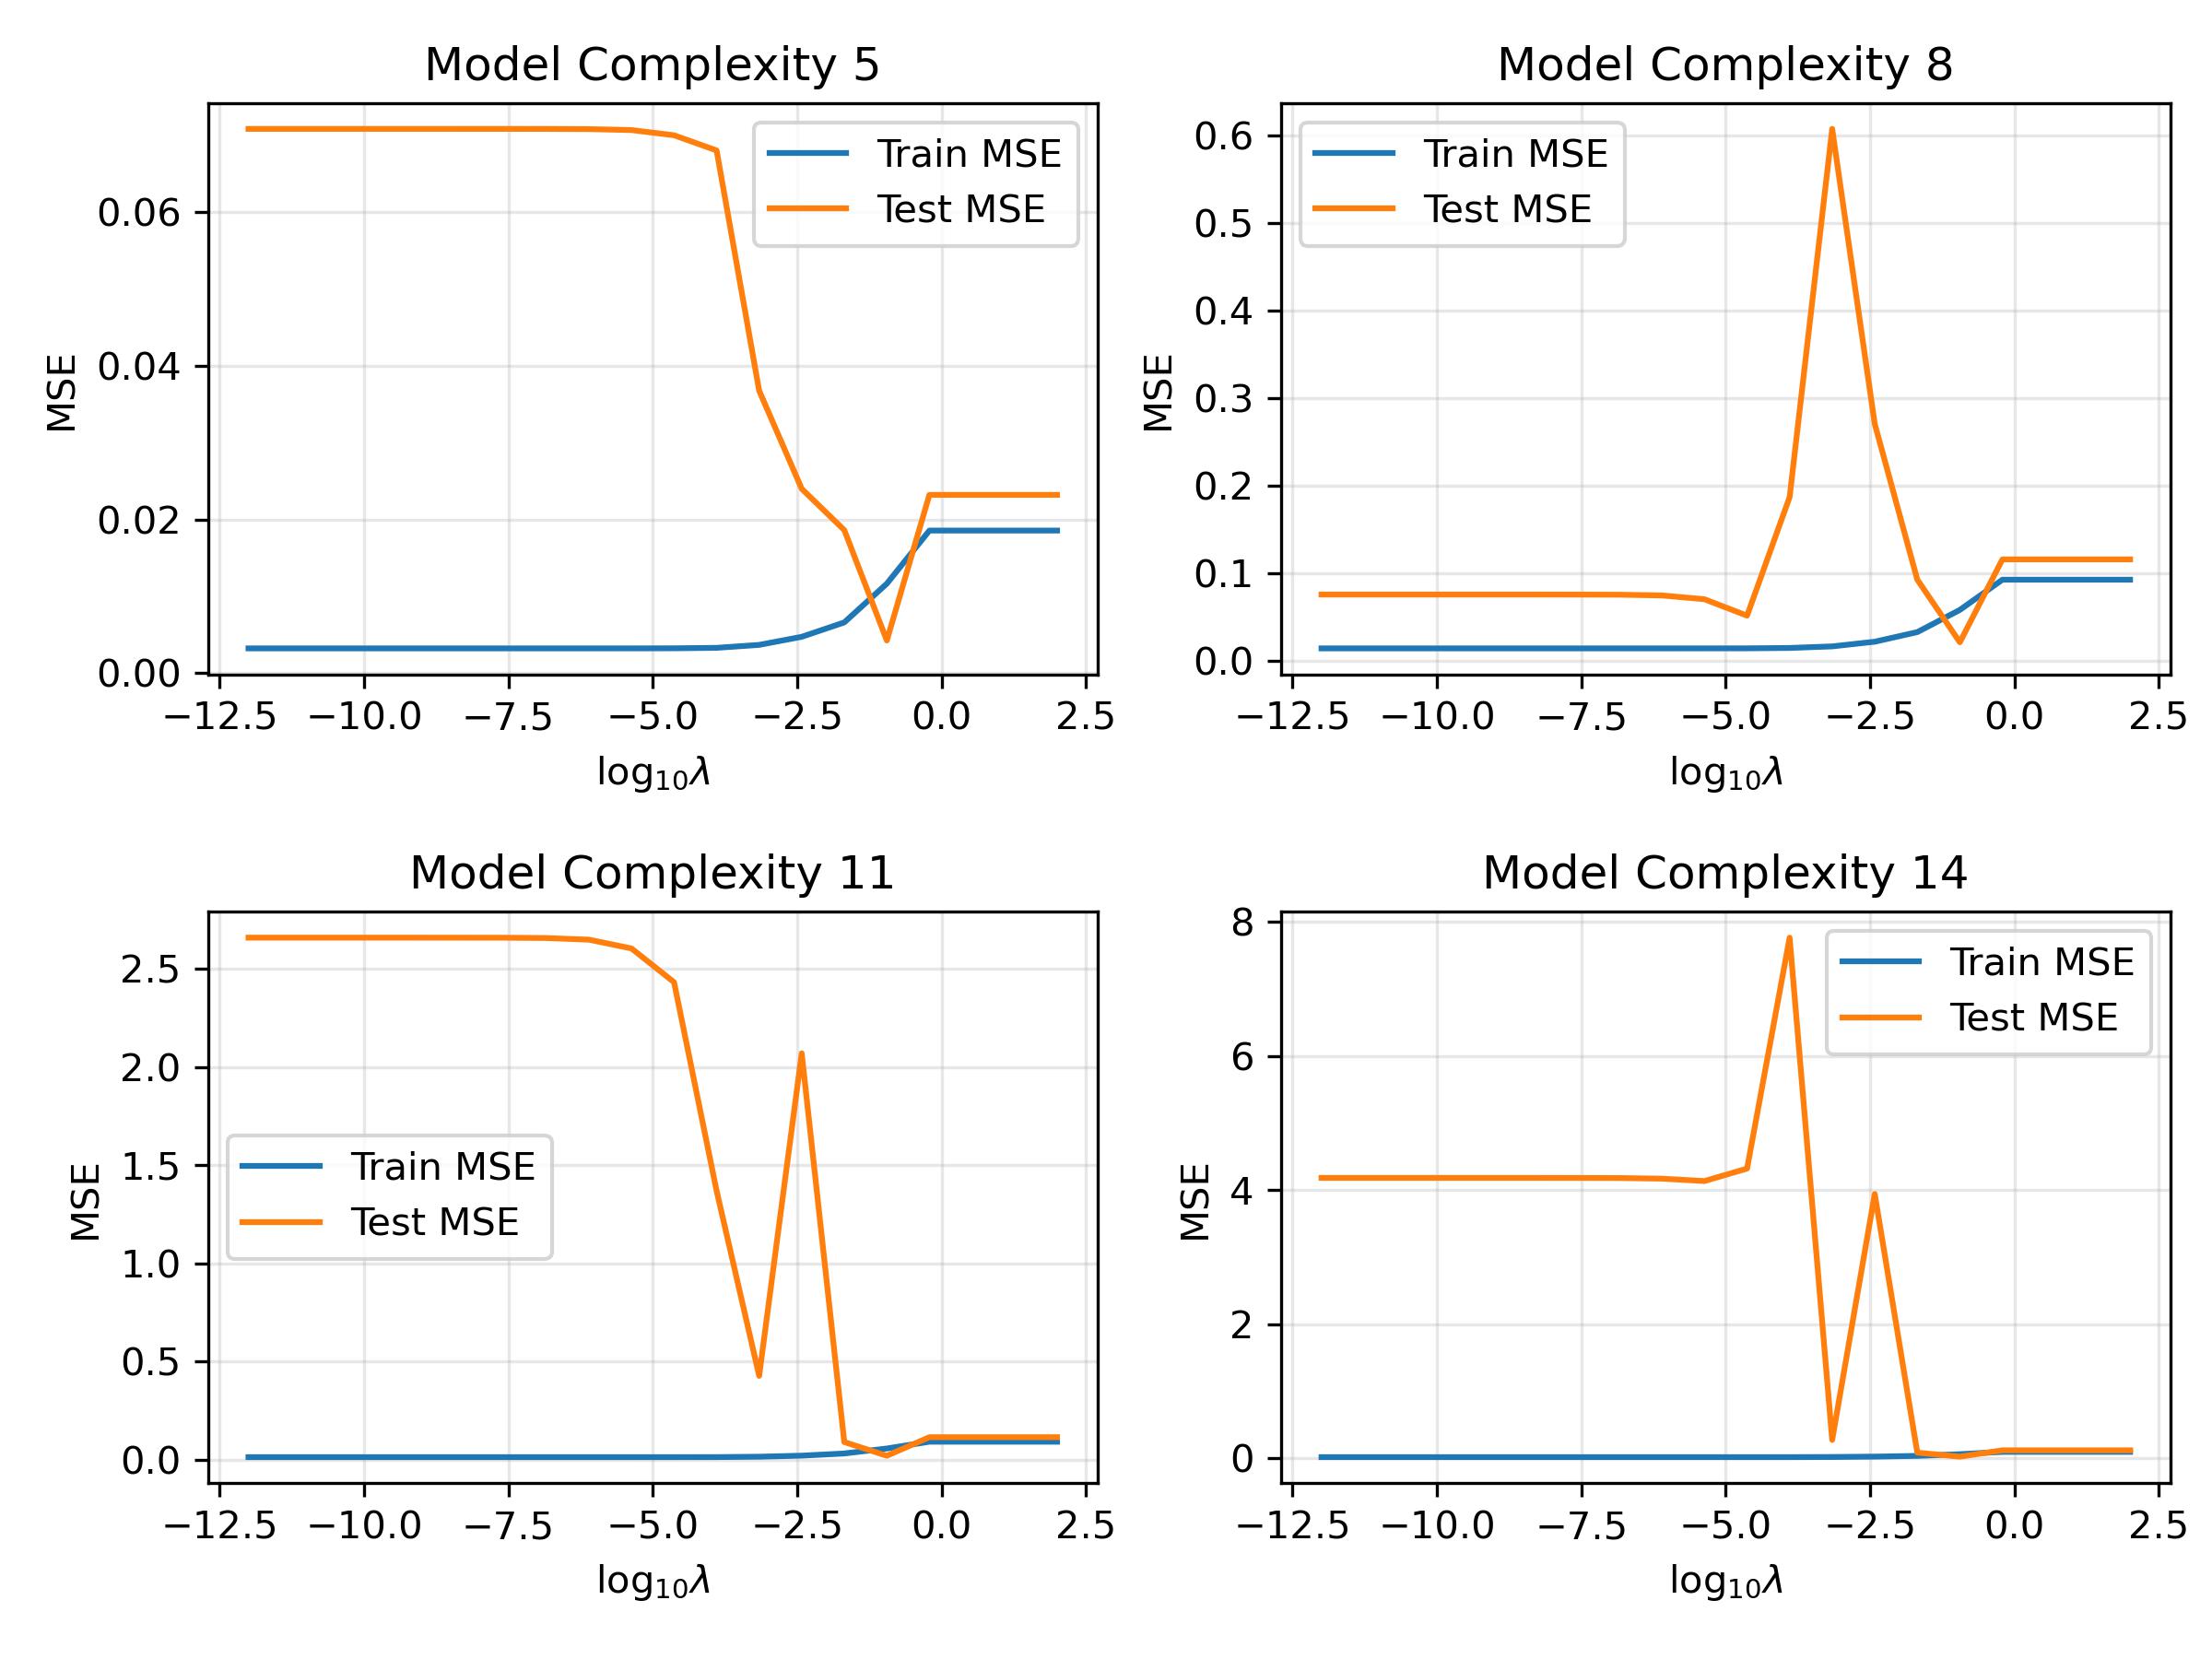 Model Complexity 5
0.06
0.04
0.02
0.00
MSE
Train MSE
Test MSE
−12.5 −10.0 −7.5 −5.0 −2.5 0.0 2.5
log₁₀λ
Model Complexity 8
0.6
0.5
0.4
0.3
0.2
0.1
0.0
MSE
Train MSE
Test MSE
−12.5 −10.0 −7.5 −5.0 −2.5 0.0 2.5
log₁₀λ
Model Complexity 11
2.5
2.0
1.5
1.0
0.5
0.0
MSE
Train MSE
Test MSE
−12.5 −10.0 −7.5 −5.0 −2.5 0.0 2.5
log₁₀λ
Model Complexity 14
8
6
4
2
0
MSE
Train MSE
Test MSE
−12.5 −10.0 −7.5 −5.0 −2.5 0.0 2.5
log₁₀λ